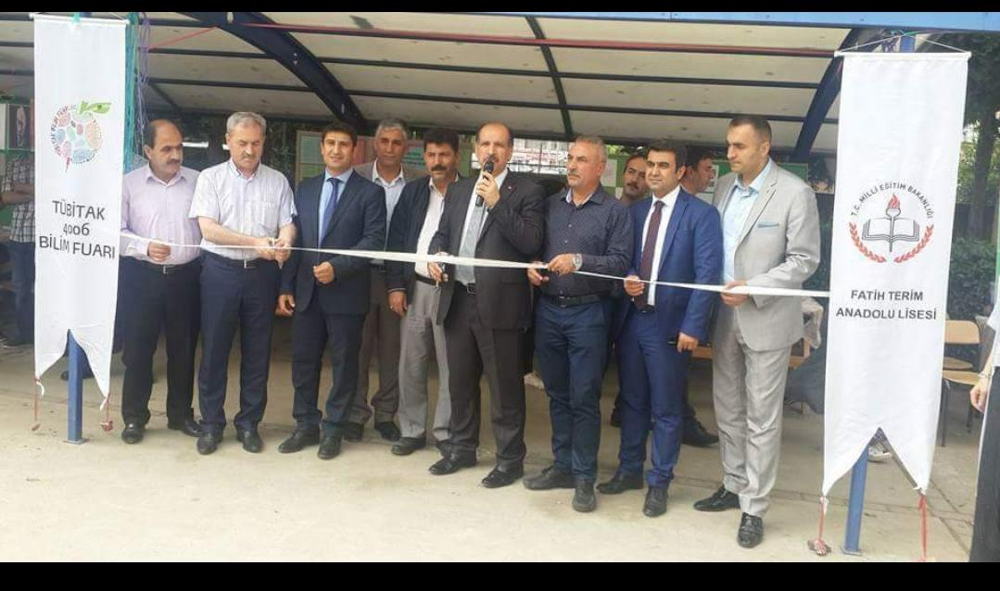 TÜBİTAK
4006
BİLİM FUARI
T.C. MİLLİ EĞİTİM BAKANLIĞI
FATİH TERİM
ANADOLU LİSESİ